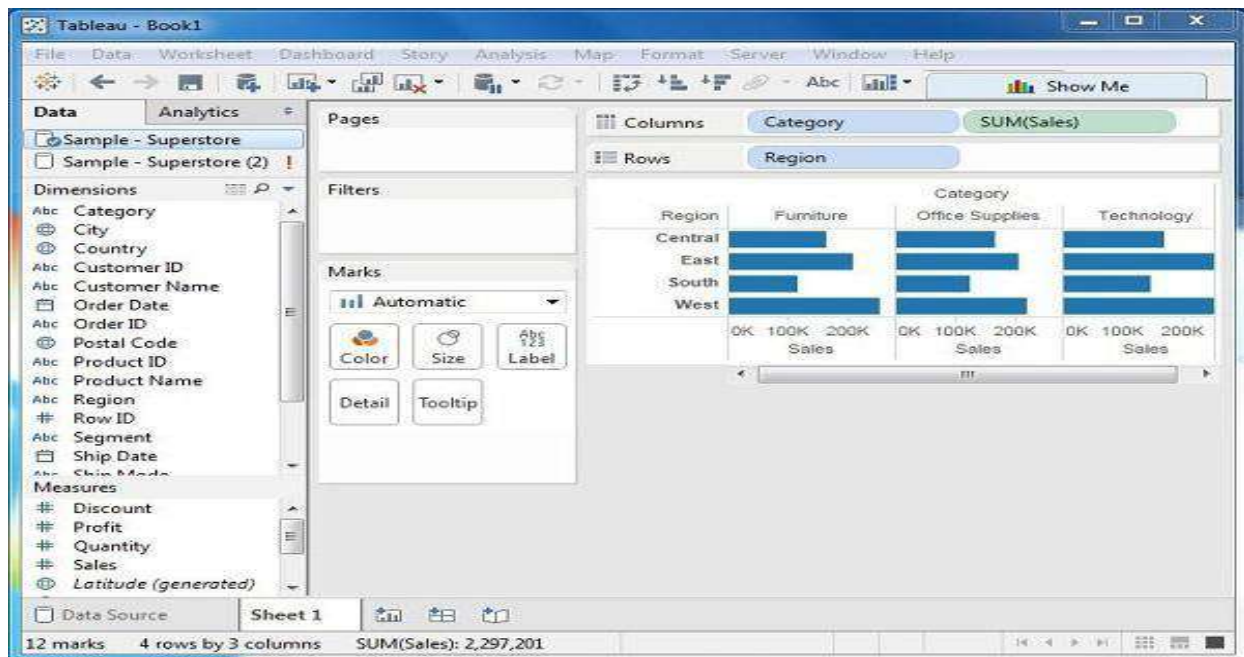 Tableau - Book1
File Data Worksheet Dashboard Story Analysis Map Format Server Window Help
Abc Show Me
Data Analytics
Sample - Superstore
Sample - Superstore (2) !
Dimensions
Abc Category
City
Country
Abc Customer ID
Abc Customer Name
Order Date
Abc Order ID
Postal Code
Abc Product ID
Abc Product Name
Abc Region
# Row ID
Abc Segment
Ship Date
Abc Ship Mode
Measures
# Discount
# Profit
# Quantity
# Sales
Latitude (generated)
Pages
Filters
Marks
Automatic
Color Size Abc 123 Label
Detail Tooltip
Columns Category SUM(Sales)
Rows Region
Category
Region Furniture Office Supplies Technology
Central
East
South
West
0K 100K 200K 0K 100K 200K 0K 100K 200K
Sales Sales Sales
Data Source Sheet 1
12 marks 4 rows by 3 columns SUM(Sales): 2,297,201